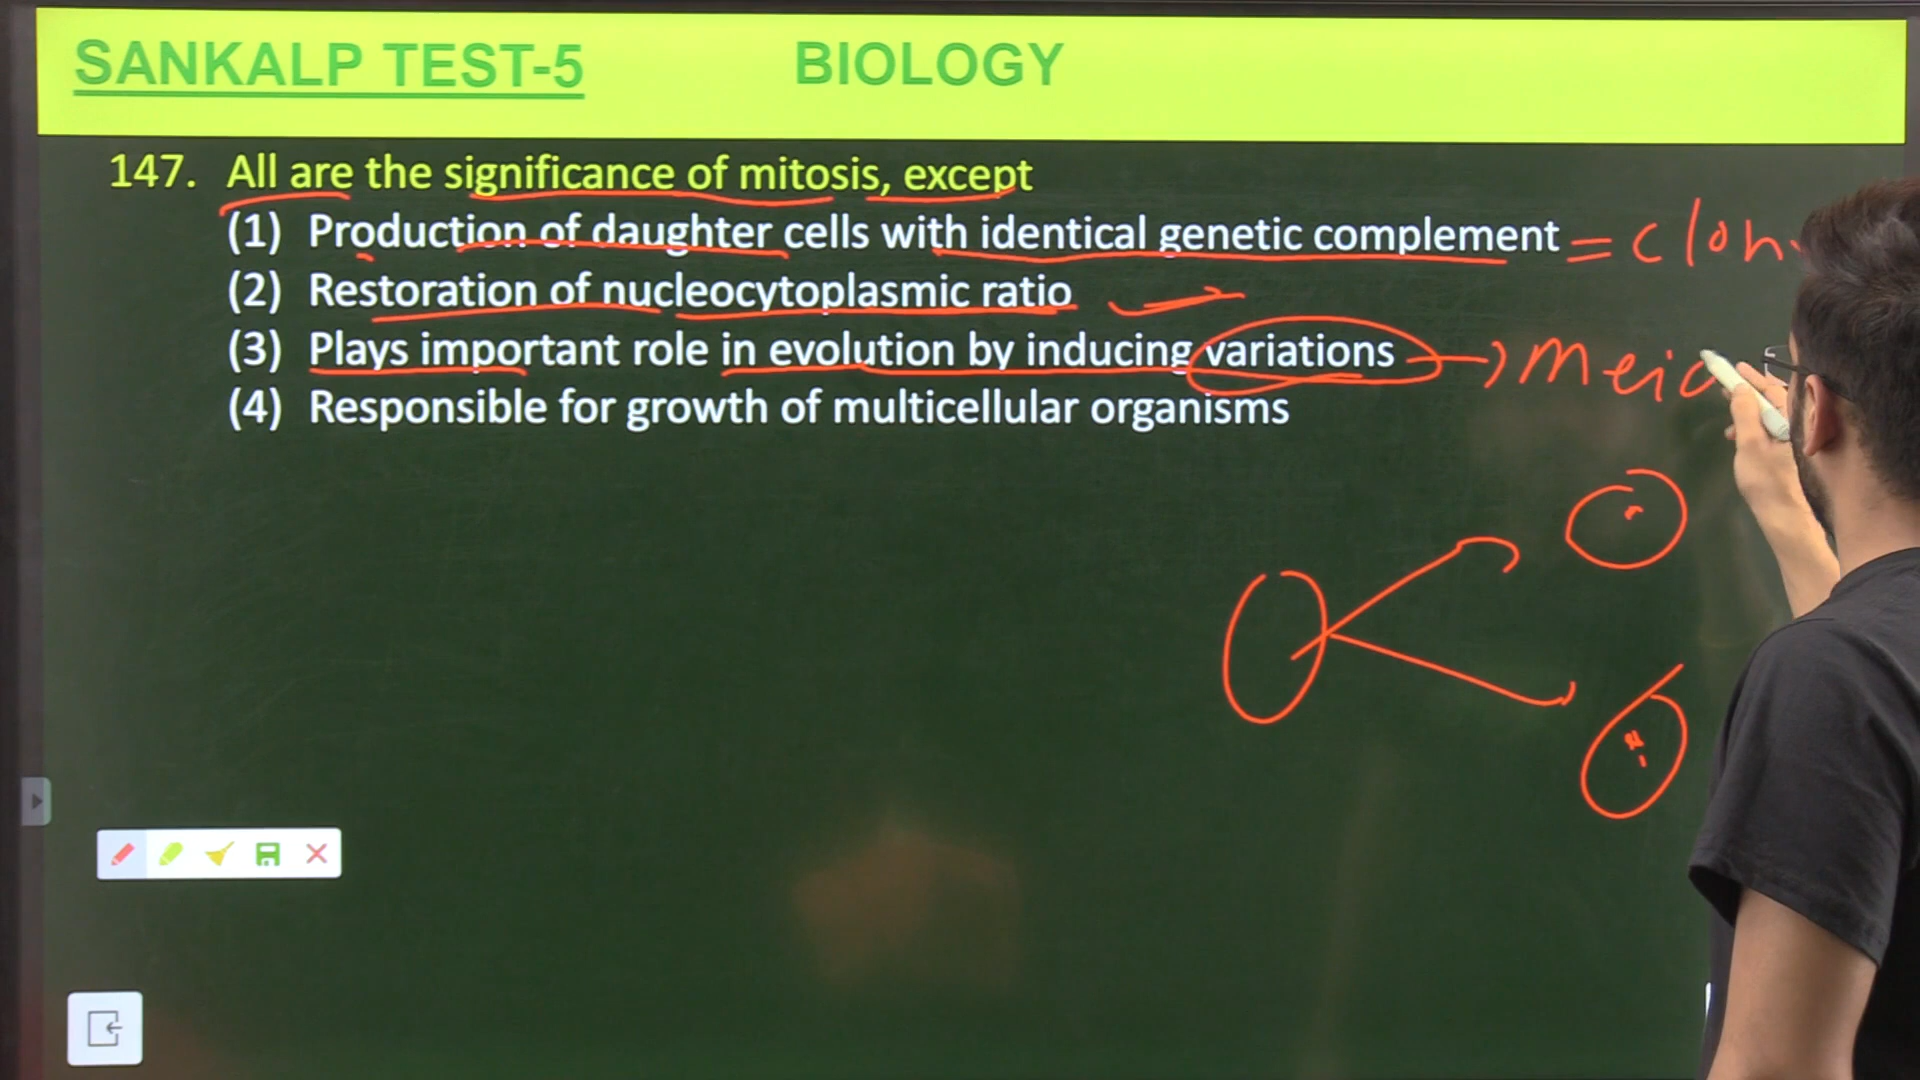 SANKALP TEST-5 BIOLOGY
147. All are the significance of mitosis, except
(1) Production of daughter cells with identical genetic complement = clon
(2) Restoration of nucleocytoplasmic ratio
(3) Plays important role in evolution by inducing variations → meio
(4) Responsible for growth of multicellular organisms